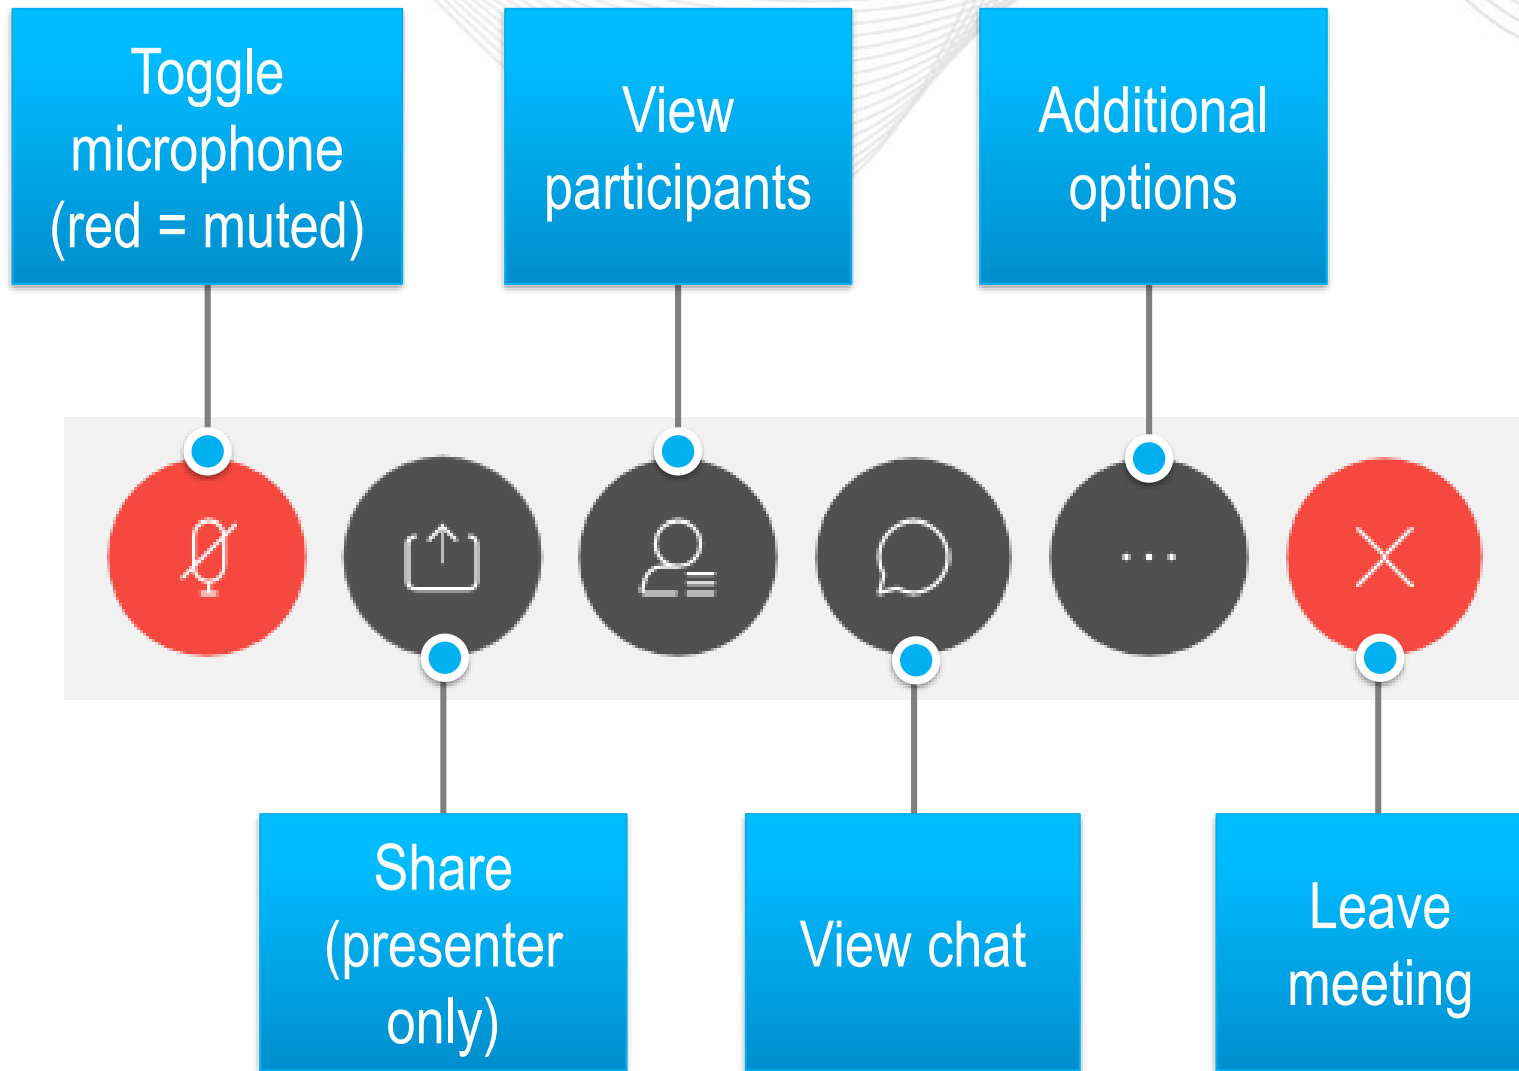 Toggle
microphone
(red = muted)
View
participants
Additional
options
Share
(presenter
only)
View chat
Leave
meeting